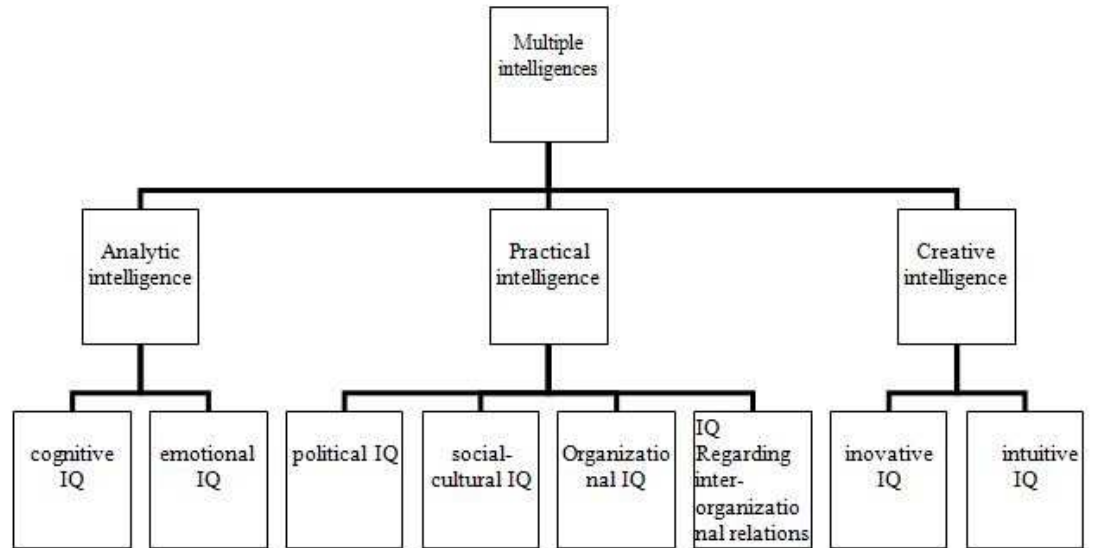 Multiple
intelligences
Analytic
intelligence
Practical
intelligence
Creative
intelligence
cognitive
IQ
emotional
IQ
political IQ
social-
cultural IQ
Organizatio
nal IQ
IQ
Regarding
inter-
organizatio
nal relations
inovative
IQ
intuitive
IQ